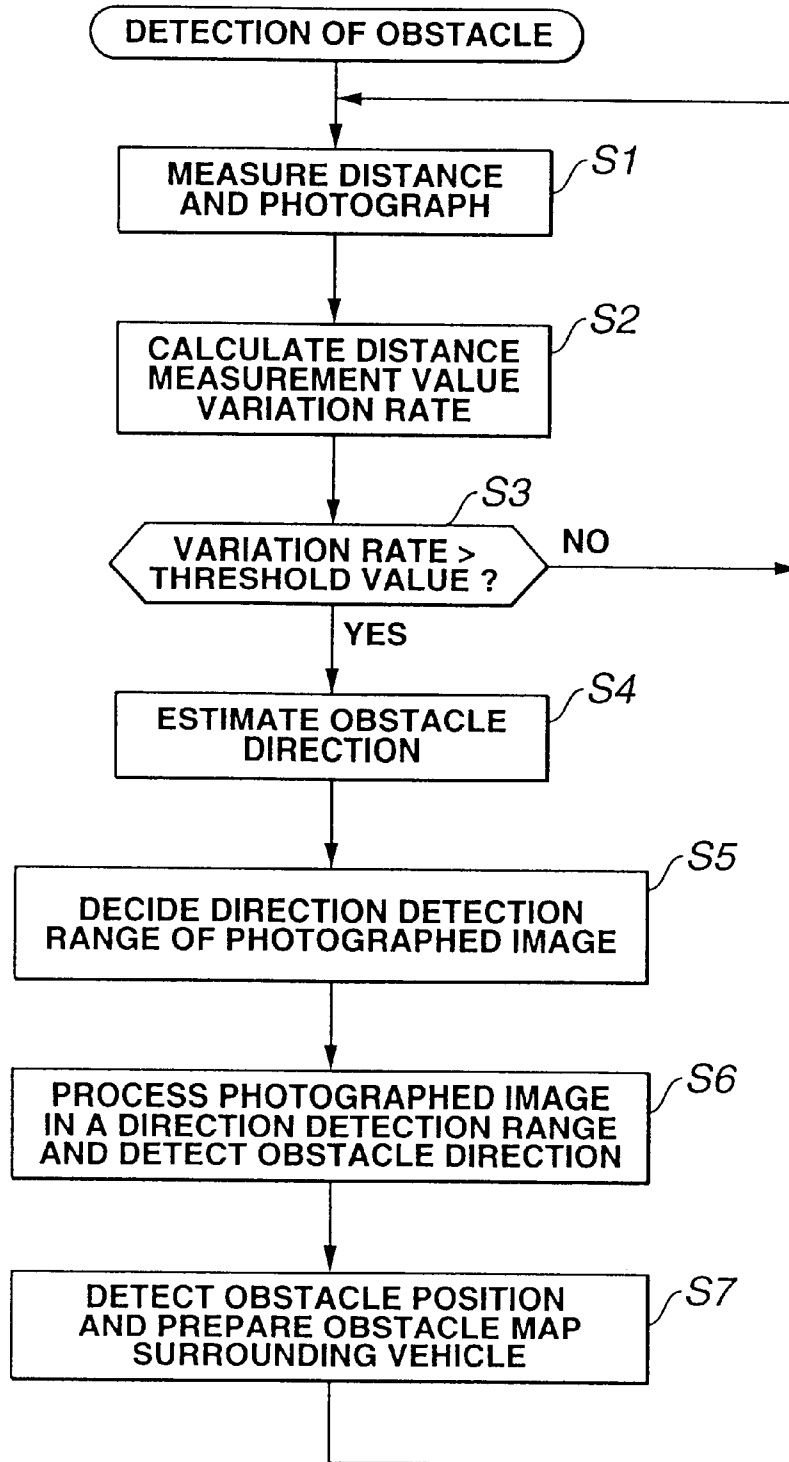 DETECTION OF OBSTACLE
S1
MEASURE DISTANCE
AND PHOTOGRAPH
S2
CALCULATE DISTANCE
MEASUREMENT VALUE
VARIATION RATE
S3
VARIATION RATE >
THRESHOLD VALUE ?
NO
YES
S4
ESTIMATE OBSTACLE
DIRECTION
S5
DECIDE DIRECTION DETECTION
RANGE OF PHOTOGRAPHED IMAGE
S6
PROCESS PHOTOGRAPHED IMAGE
IN A DIRECTION DETECTION RANGE
AND DETECT OBSTACLE DIRECTION
S7
DETECT OBSTACLE POSITION
AND PREPARE OBSTACLE MAP
SURROUNDING VEHICLE